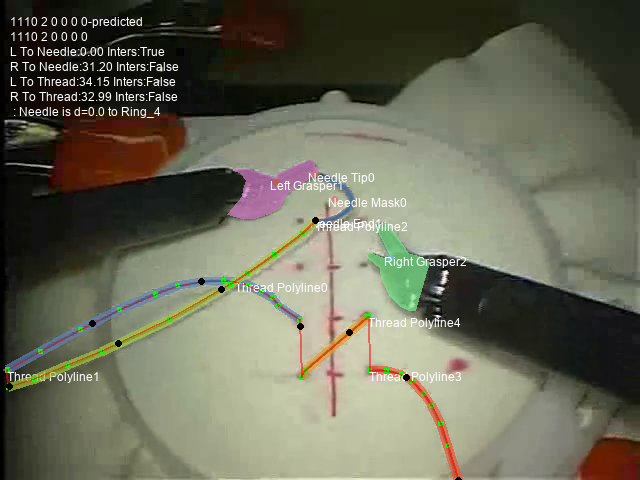 1110 2 0 0 0 0-predicted
1110 2 0 0 0 0
L To Needle:0.00 Inters:True
R To Needle:31.20 Inters:False
L To Thread:34.15 Inters:False
R To Thread:32.99 Inters:False
: Needle is d=0.0 to Ring_4
Needle Tip0
Left Grasper1
Needle Mask0
Needle End1
Thread Polyline2
Right Grasper2
Thread Polyline0
Thread Polyline4
Thread Polyline1
Thread Polyline3